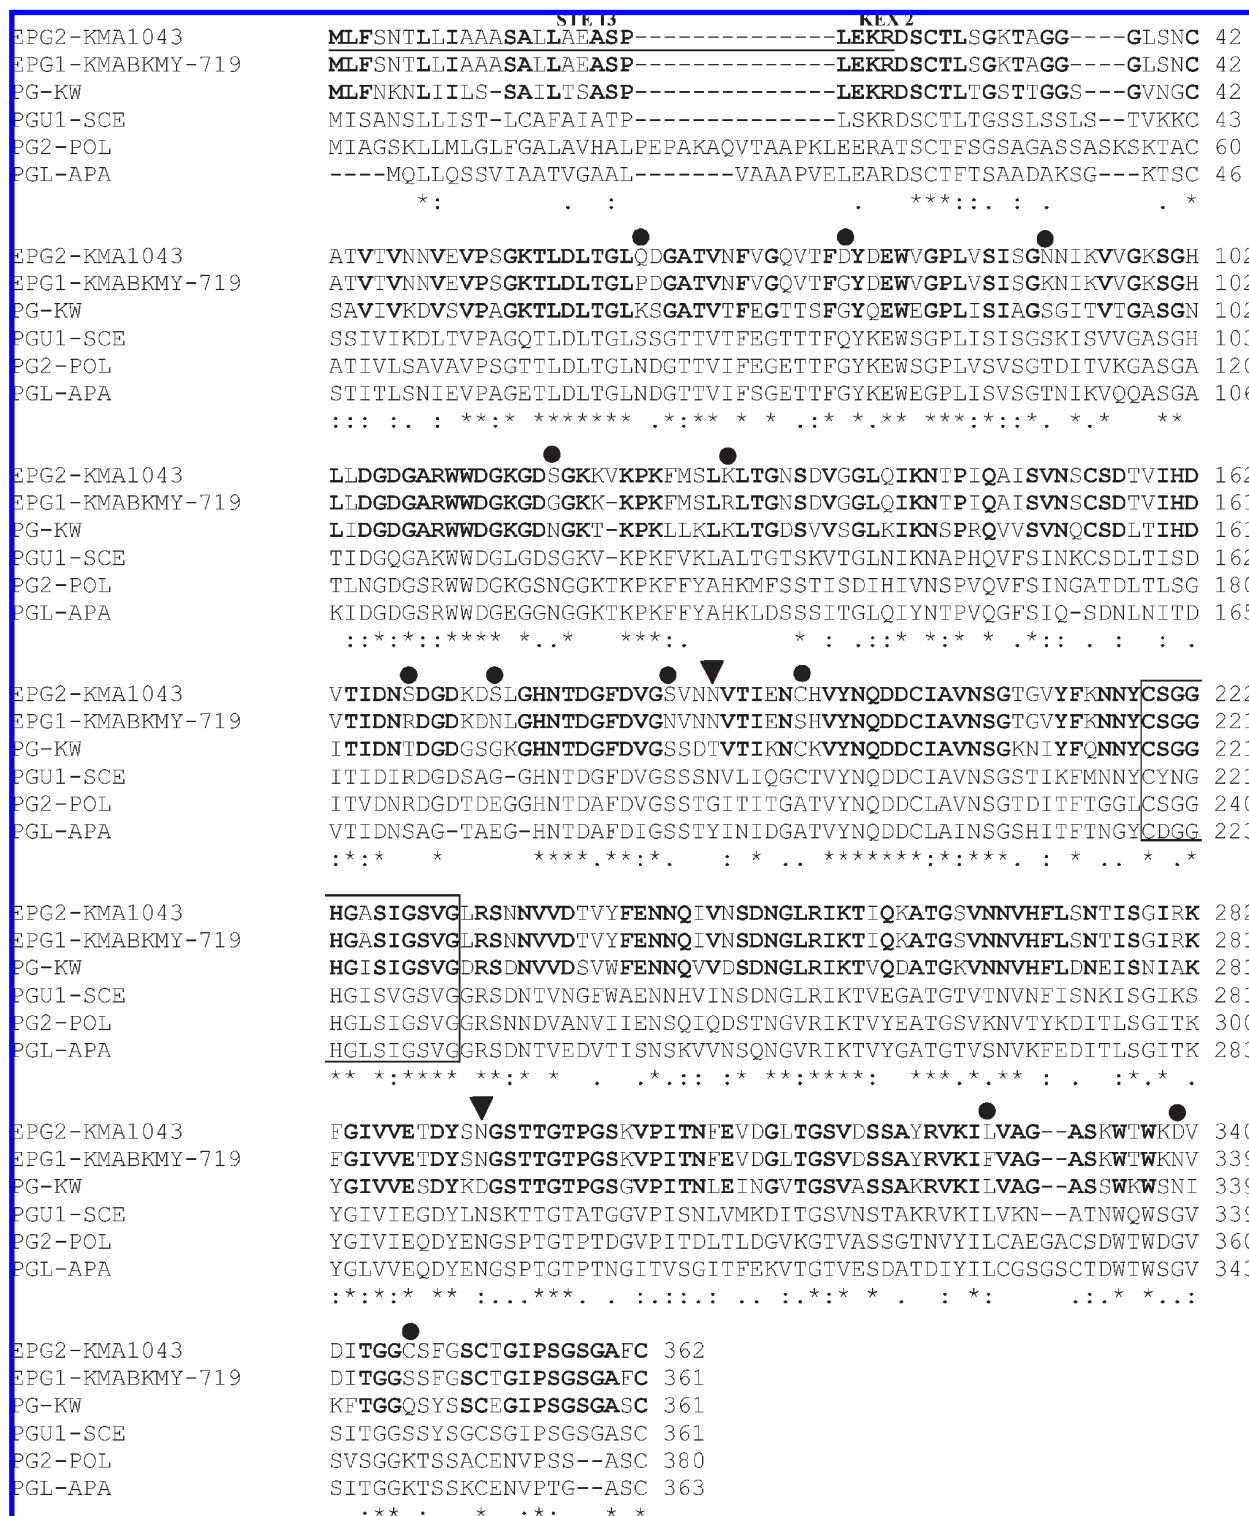 STE 13 KEX 2
EPG2-KMA1043 MLFSNTLLIAAASALLAEASP--------------LEKRDSCTLSGKTAGG----GLSNC 42
EPG1-KMABKMY-719 MLFSNTLLIAAASALLAEASP--------------LEKRDSCTLSGKTAGG----GLSNC 42
PG-KW MLFNKNLIILS-SAILTSASP--------------LEKRDSCTLTGSTTGGS---GVNGC 42
PGU1-SCE MISANSLLIST-LCAFAIATP--------------LSKRDSCTLTGSSLSSLS--TVKKC 43
PG2-POL MIAGSKLLMLGLFGALAVHALPEPAKAQVTAAPKLEERATSCTFSGSAGASSASKSKTAC 60
PGL-APA ----MQLLQSSVIAATVGAAL-------VAAAPVELEARDSCTFTSAADAKSG---KTSC 46
*: . : . ***::. : . *
EPG2-KMA1043 ATVTVNNVEVPSGKTLDLTGLQDGATVNFVGQVTFDYDEWVGPLVSISGNNIKVVGKSGH 102
EPG1-KMABKMY-719 ATVTVNNVEVPSGKTLDLTGLPDGATVNFVGQVTFGYDEWVGPLVSISGKNIKVVGKSGH 102
PG-KW SAVIVKDVSVPAGKTLDLTGLKSGATVTFEGTTSFGYQEWEGPLISIAGSGITVTGASGN 102
PGU1-SCE SSIVIKDLTVPAGQTLDLTGLSSGTTVTFEGTTTFQYKEWSGPLISISGSKISVVGASGH 103
PG2-POL ATIVLSAVAVPSGTTLDLTGLNDGTTVIFEGETTFGYKEWSGPLVSVSGTDITVKGASGA 120
PGL-APA STITLSNIEVPAGETLDLTGLNDGTTVIFSGETTFGYKEWEGPLISVSGTNIKVQQASGA 106
::: :. : **:* ******* .*:** * * .:* *.** ***:*::* .*.* **
EPG2-KMA1043 LLDGDGARWWDGKGDSGKKVKPKFMSLKLTGNSDVGGLQIKNTPIQAISVNSCSDTVIHD 162
EPG1-KMABKMY-719 LLDGDGARWWDGKGDGGKK-KPKFMSLRLTGNSDVGGLQIKNTPIQAISVNSCSDTVIHD 161
PG-KW LIDGDGARWWDGKGDNGKT-KPKLLKLKLTGDSVVSGLKIKNSPRQVVSVNQCSDLTIHD 161
PGU1-SCE TIDGQGAKWWDGLGDSGKV-KPKFVKLALTGTSKVTGLNIKNAPHQVFSINKCSDLTISD 162
PG2-POL TLNGDGSRWWDGKGSNGGKTKPKFFYAHKMFSSTISDIHIVNSPVQVFSINGATDLTLSG 180
PGL-APA KIDGDGSRWWDGEGGNGGKTKPKFFYAHKLDSSSITGLQIYNTPVQGFSIQ-SDNLNITD 165
::*:*::**** *..* ***: * : .::* *:* * .*:: . : : .
EPG2-KMA1043 VTIDNSDGDKDSLGHNTDGFDVGSVNNVTIENCHVYNQDDCIAVNSGTGVYFKNNYCSGG 222
EPG1-KMABKMY-719 VTIDNRDGDKDNLGHNTDGFDVGNVNNVTIENSHVYNQDDCIAVNSGTGVYFKNNYCSGG 221
PG-KW ITIDNTDGDGSGKGHNTDGFDVGSSDTVTIKNCKVYNQDDCIAVNSGKNIYFQNNYCSGG 221
PGU1-SCE ITIDIRDGDSAG-GHNTDGFDVGSSSNVLIQGCTVYNQDDCIAVNSGSTIKFMNNYCYNG 221
PG2-POL ITVDNRDGDTDEGGHNTDAFDVGSSTGITITGATVYNQDDCLAVNSGTDITFTGGLCSGG 240
PGL-APA VTIDNSAG-TAEG-HNTDAFDIGSSTYINIDGATVYNQDDCLAINSGSHITFTNGYCDGG 223
:*:* * ****.**:*. : * .. *******:*:***. : * .. * .*
EPG2-KMA1043 HGASIGSVGLRSNNVVDTVYFENNQIVNSDNGLRIKTIQKATGSVNNVHFLSNTISGIRK 282
EPG1-KMABKMY-719 HGASIGSVGLRSNNVVDTVYFENNQIVNSDNGLRIKTIQKATGSVNNVHFLSNTISGIRK 281
PG-KW HGISIGSVGDRSDNVVDSVWFENNQVVDSDNGLRIKTVQDATGKVNNVHFLDNEISNIAK 281
PGU1-SCE HGISVGSVGGRSDNTVNGFWAENNHVINSDNGLRIKTVEGATGTVTNVNFISNKISGIKS 281
PG2-POL HGLSIGSVGGRSNNDVANVIIENSQIQDSTNGVRIKTVYEATGSVKNVTYKDITLSGITK 300
PGL-APA HGLSIGSVGGRSDNTVEDVTISNSKVVNSQNGVRIKTVYGATGTVSNVKFEDITLSGITK 283
** *:**** **:* * . .*.:: :* **:****: ***.*.** : . :.* .
EPG2-KMA1043 FGIVVETDYSNGSTTGTPGSKVPITNFEVDGLTGSVDSSAYRVKILVAG--ASKWTWKDV 340
EPG1-KMABKMY-719 FGIVVETDYSNGSTTGTPGSKVPITNFEVDGLTGSVDSSAYRVKIFVAG--ASKWTWKNV 339
PG-KW YGIVVESDYKDGSTTGTPGSGVPITNLEINGVTGSVASSAKRVKILVAG--ASSWKWSNI 339
PGU1-SCE YGIVIEGDYLNSKTTGTATGGVPISNLVMKDITGSVNSTAKRVKILVKN--ATNWQWSGV 339
PG2-POL YGIVIEQDYENGSPTGTPTDGVPITDLTLDGVKGTVASSGTNVYILCAEGACSDWTWDGV 360
PGL-APA YGLVVEQDYENGSPTGTPTNGITVSGITFEKVTGTVESDATDIYILCGSGSCTDWTWSGV 343
:*:*:* ** :...***. . :.::.: .. :.*:* * . : *: .:.* * .:
EPG2-KMA1043 DITGGCSFGSCTGIPSGSGAFC 362
EPG1-KMABKMY-719 DITGGSSFGSCTGIPSGSGAFC 361
PG-KW KFTGGQSYSSCEGIPSGSGASC 361
PGU1-SCE SITGGSSYSGCSGIPSGSGASC 361
PG2-POL SVSGGKTSSACENVPSS--ASC 380
PGL-APA SITGGKTSSKCENVPTG--ASC 363
.:** : * .:*:. * *